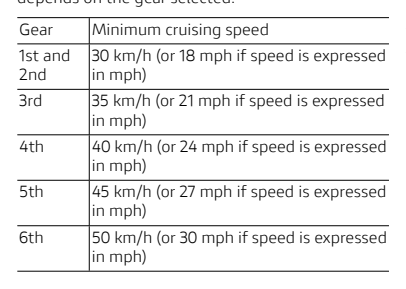 depends on the gear selected:
Gear Minimum cruising speed
1st and 30 km/h (or 18 mph if speed is expressed
2nd in mph)
3rd 35 km/h (or 21 mph if speed is expressed
in mph)
4th 40 km/h (or 24 mph if speed is expressed
in mph)
5th 45 km/h (or 27 mph if speed is expressed
in mph)
6th 50 km/h (or 30 mph if speed is expressed
in mph)